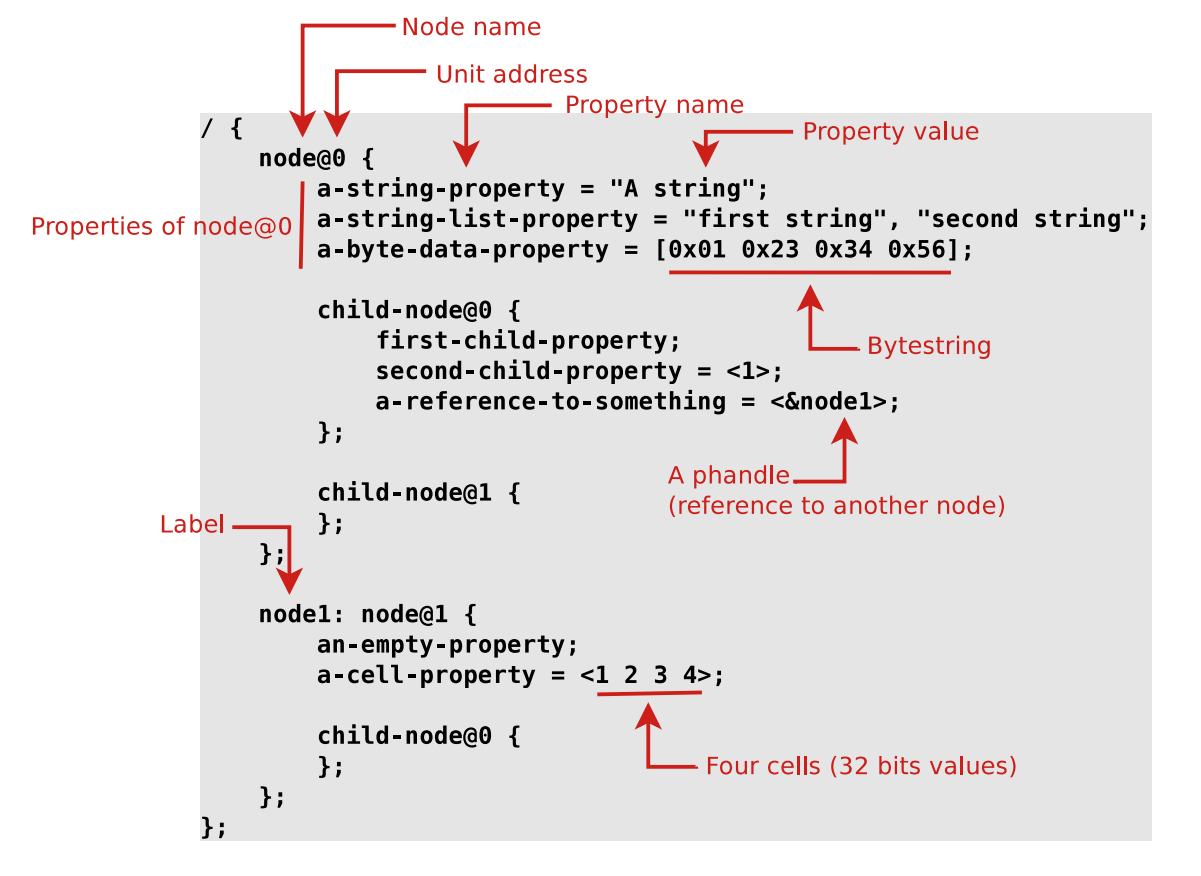 Node name
Unit address
Property name
Property value
/ {
node@0 {
a-string-property = "A string";
Properties of node@0
a-string-list-property = "first string", "second string";
a-byte-data-property = [0x01 0x23 0x34 0x56];
child-node@0 {
first-child-property;
Bytestring
second-child-property = <1>;
a-reference-to-something = <&node1>;
};
A phandle
(reference to another node)
child-node@1 {
Label
};
};
node1: node@1 {
an-empty-property;
a-cell-property = <1 2 3 4>;
child-node@0 {
Four cells (32 bits values)
};
};
};